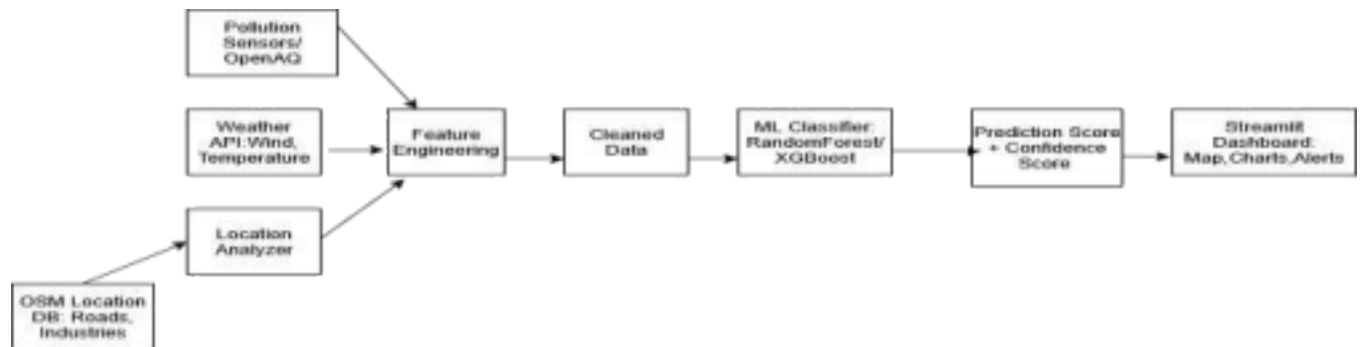 Pollution
Sensors/
OpenAQ
Weather
API:Wind,
Temperature
Location
Analyzer
OSM Location
DB: Roads,
Industries
Feature
Engineering
Cleaned
Data
ML Classifier:
RandomForest/
XGBoost
Prediction Score
+ Confidence
Score
Streamlit
Dashboard:
Map,Charts,Alerts